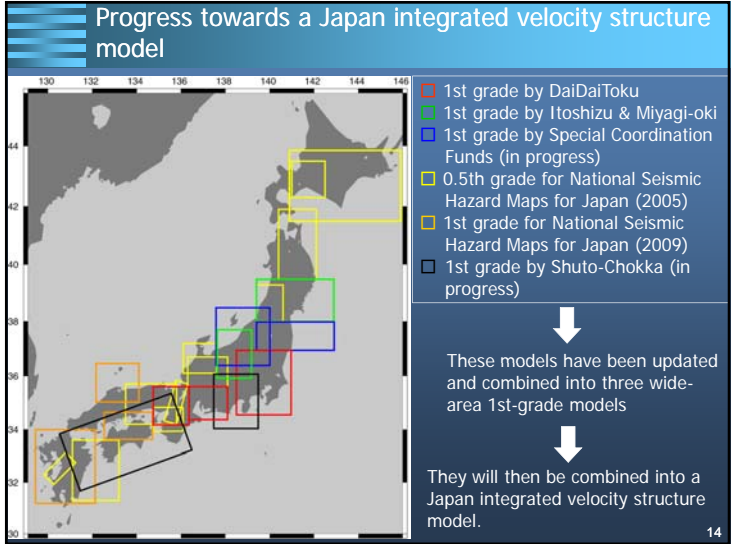 Progress towards a Japan integrated velocity structure
model
130 132 134 136 138 140 142 144 146
44
42
40
38
36
34
32
30
1st grade by DaiDaiToku
1st grade by Itoshizu & Miyagi-oki
1st grade by Special Coordination
Funds (in progress)
0.5th grade for National Seismic
Hazard Maps for Japan (2005)
1st grade for National Seismic
Hazard Maps for Japan (2009)
1st grade by Shuto-Chokka (in
progress)
These models have been updated
and combined into three wide-
area 1st-grade models
They will then be combined into a
Japan integrated velocity structure
model.
14